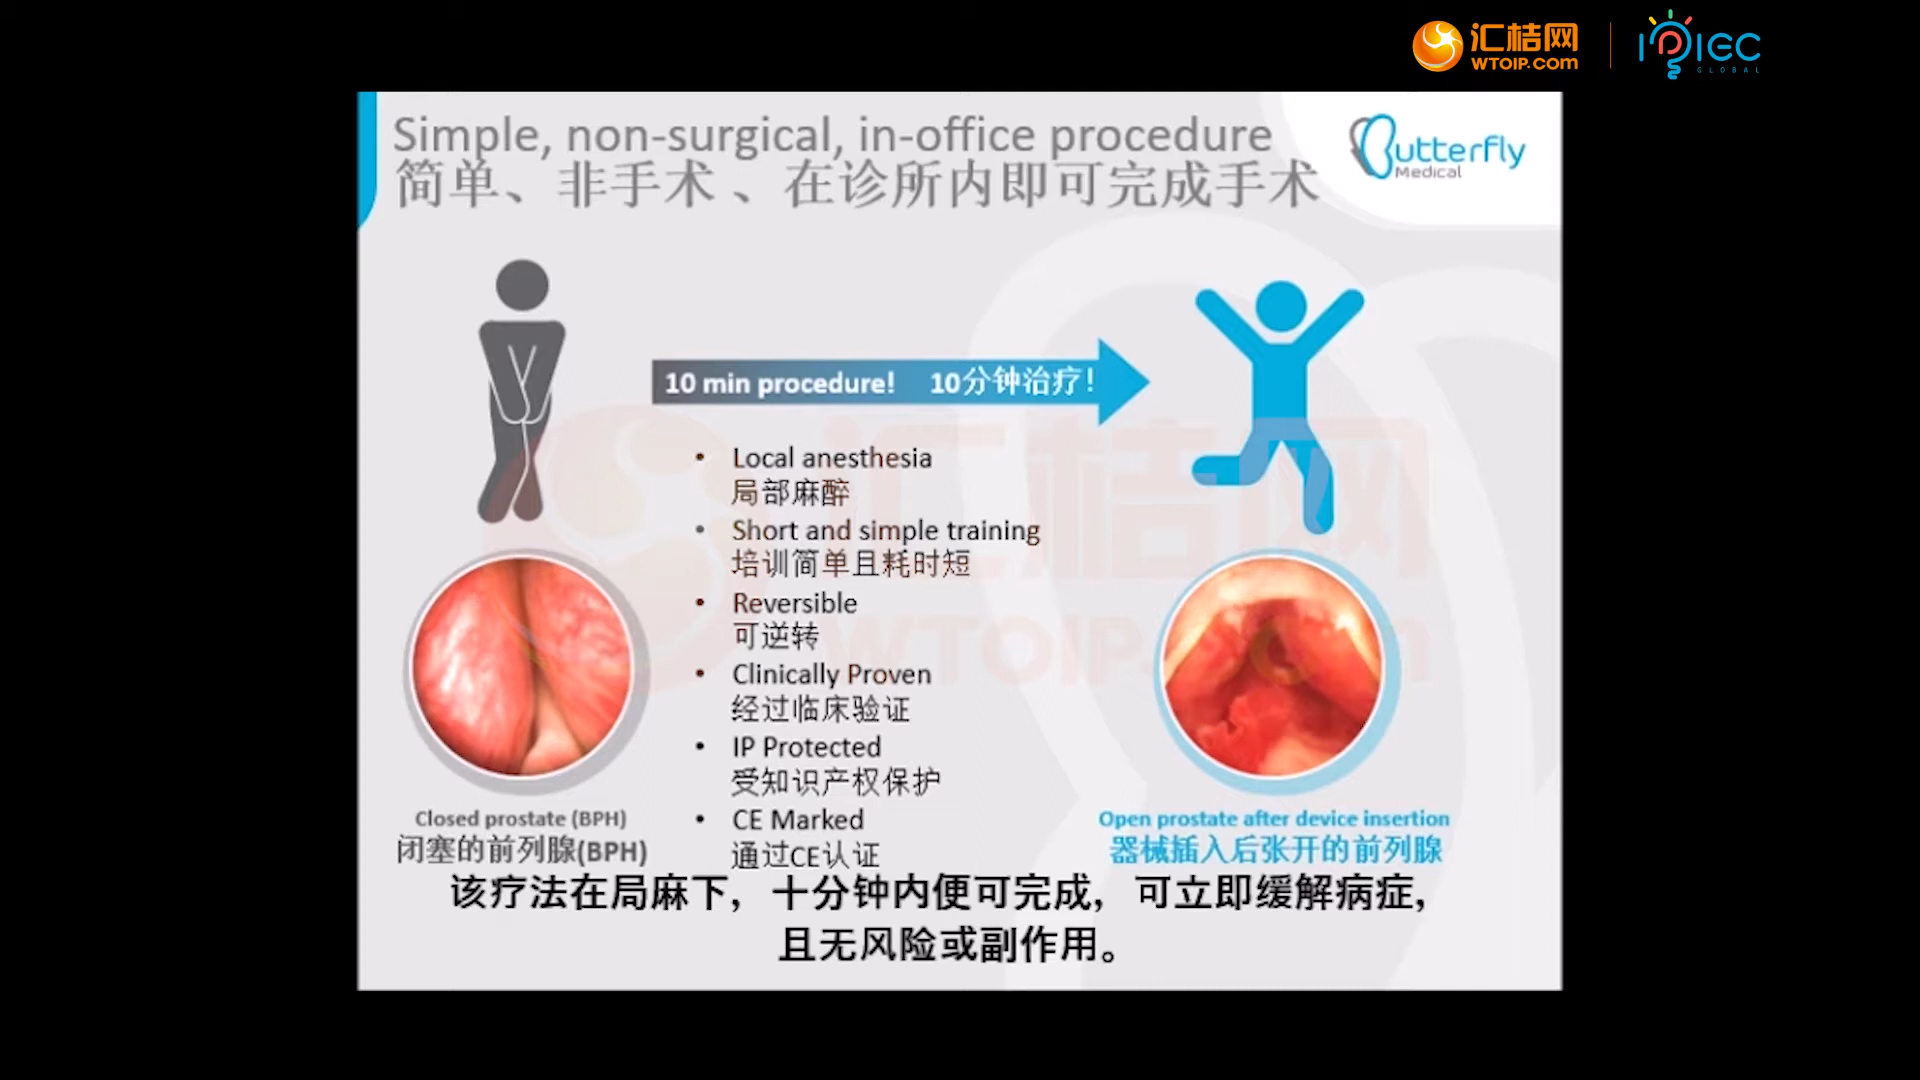 汇桔网
WTOIP.com
IPIEC
GLOBAL
Simple, non-surgical, in-office procedure
简单、非手术、在诊所内即可完成手术
Butterfly
Medical
10 min procedure! 10分钟治疗!
• Local anesthesia
局部麻醉
• Short and simple training
培训简单且耗时短
• Reversible
可逆转
• Clinically Proven
经过临床验证
• IP Protected
受知识产权保护
• CE Marked
通过CE认证
Closed prostate (BPH)
闭塞的前列腺(BPH)
Open prostate after device insertion
器械插入后张开的前列腺
汇桔网
WTOIP.com
该疗法在局麻下，十分钟内便可完成，可立即缓解病症，
且无风险或副作用。